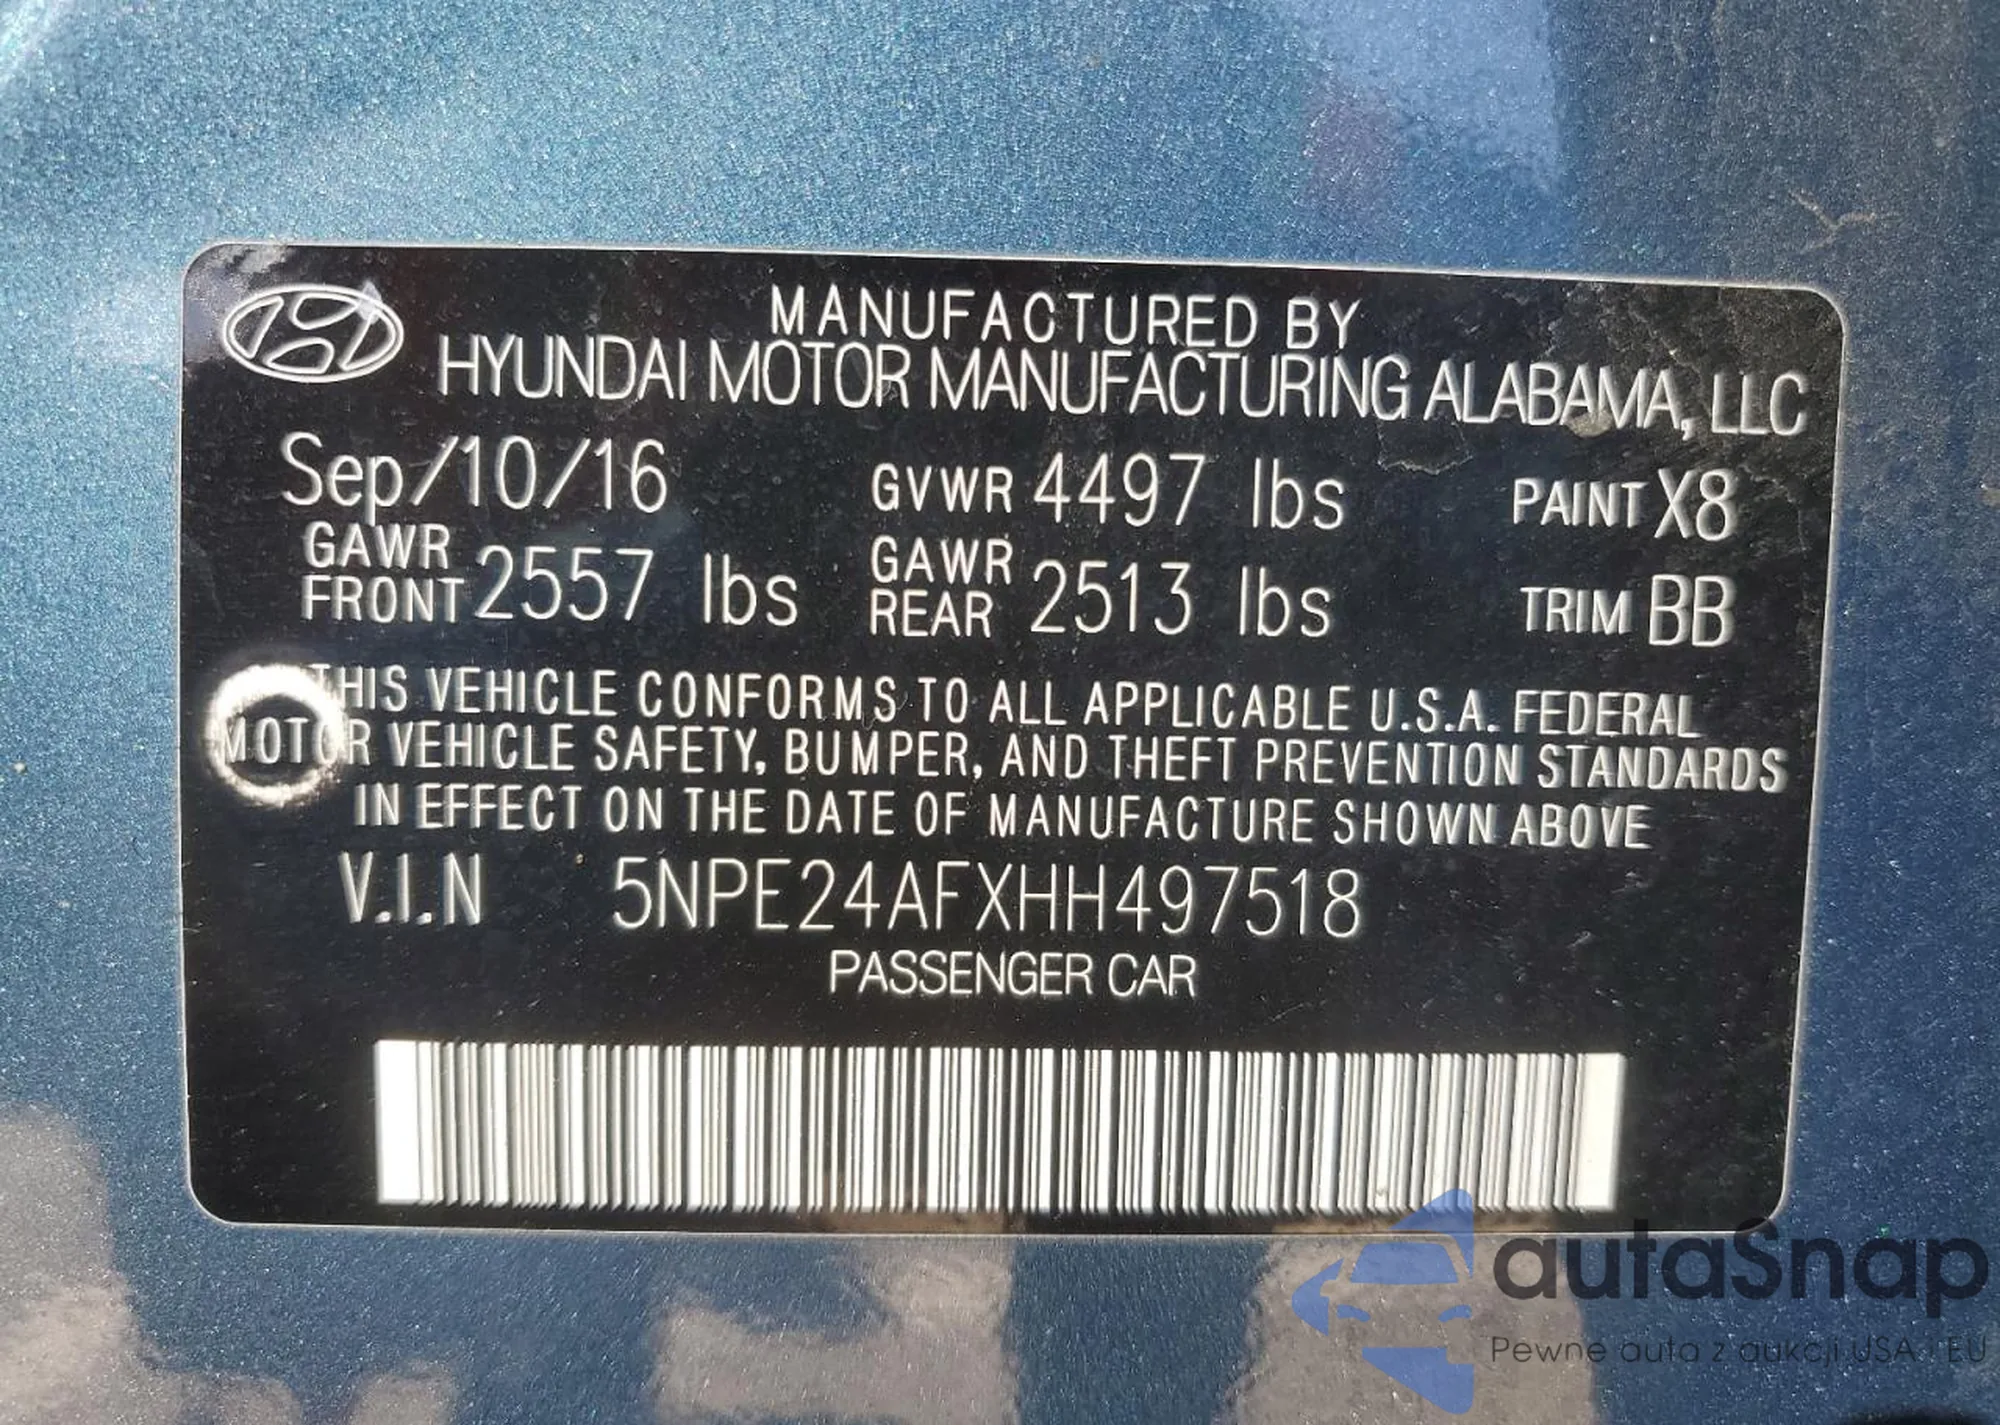 MANUFACTURED BY
HYUNDAI MOTOR MANUFACTURING ALABAMA, LLC
Sep/10/16 GVWR 4497 lbs PAINT X8
GAWR FRONT 2557 lbs GAWR REAR 2513 lbs TRIM BB
THIS VEHICLE CONFORMS TO ALL APPLICABLE U.S.A. FEDERAL
MOTOR VEHICLE SAFETY, BUMPER, AND THEFT PREVENTION STANDARDS
IN EFFECT ON THE DATE OF MANUFACTURE SHOWN ABOVE
V.I.N 5NPE24AFXHH497518
PASSENGER CAR
autaSnap
Pewne auta z aukcji USA i EU